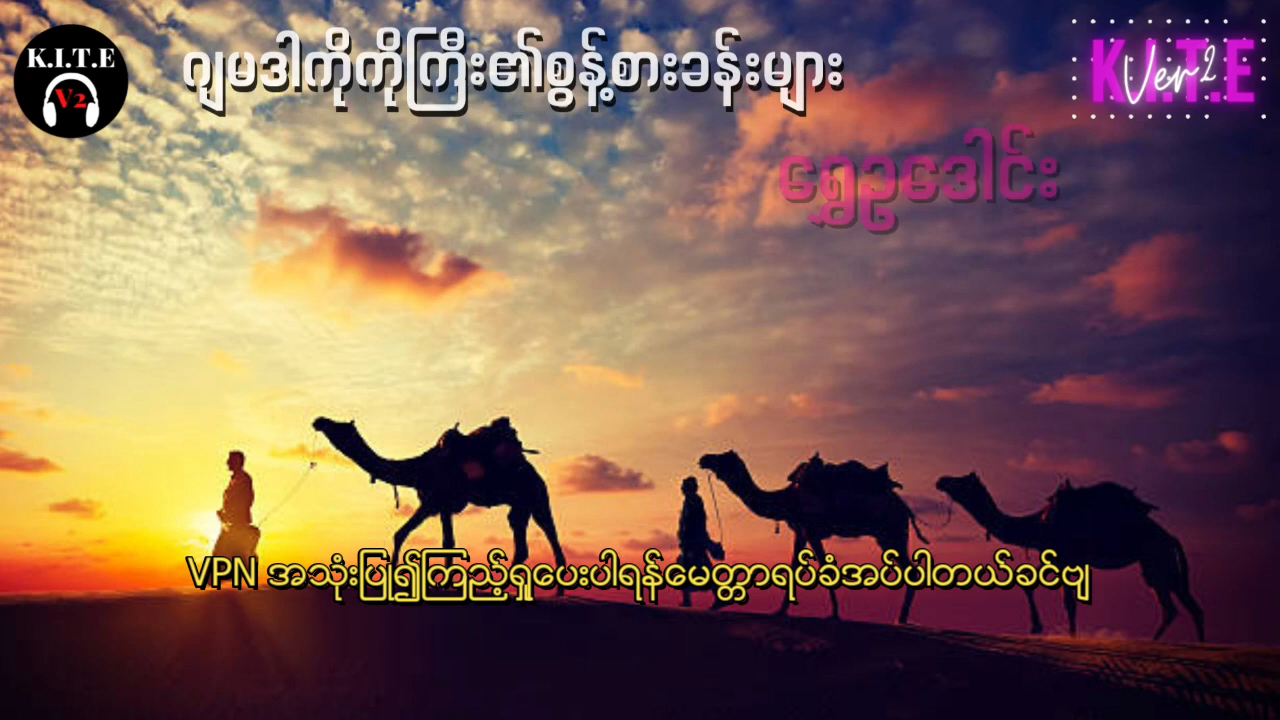 K.I.T.E
V2
ဂျမဒါကိုကိုကြီး၏စွန့်စားခန်းများ
K.I.T.E
Ver 2
ရွှေဥဒေါင်း
VPN အသုံးပြု၍ကြည့်ရှုပေးပါရန်မေတ္တာရပ်ခံအပ်ပါတယ်ခင်ဗျ